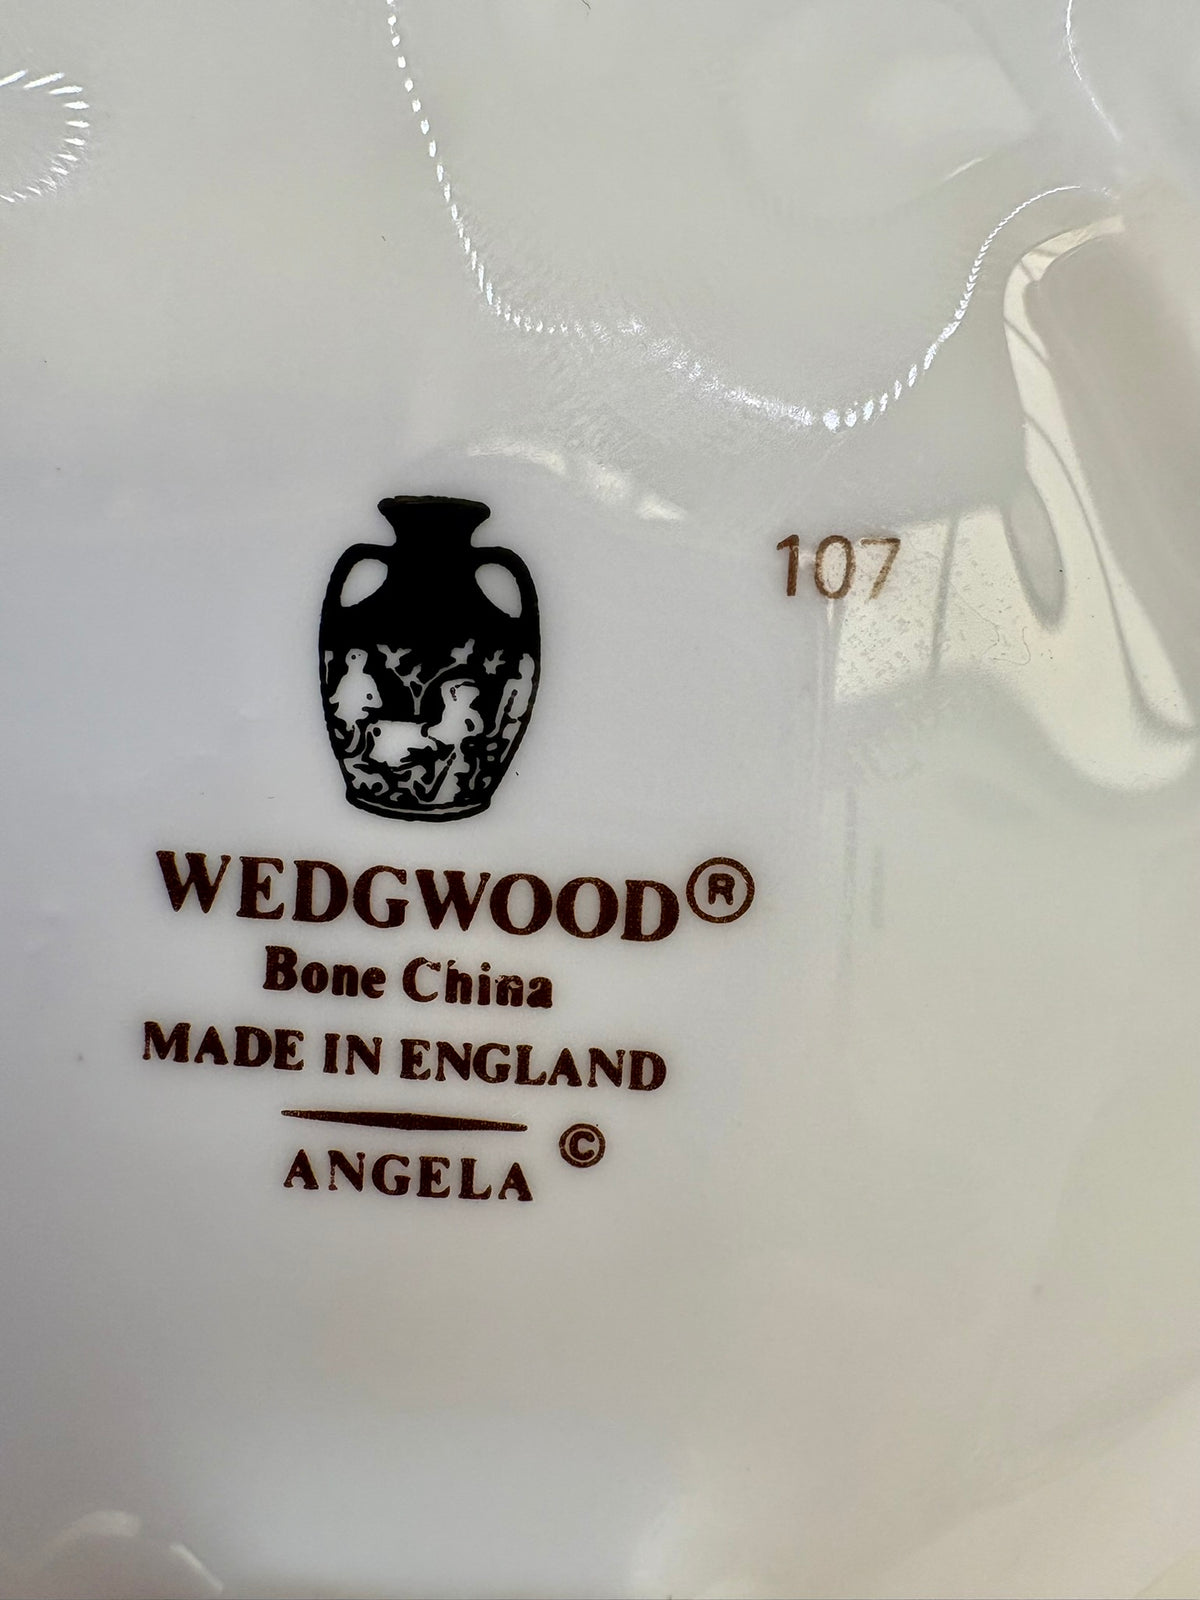 107
WEDGWOOD®
Bone China
MADE IN ENGLAND
ANGELA ©